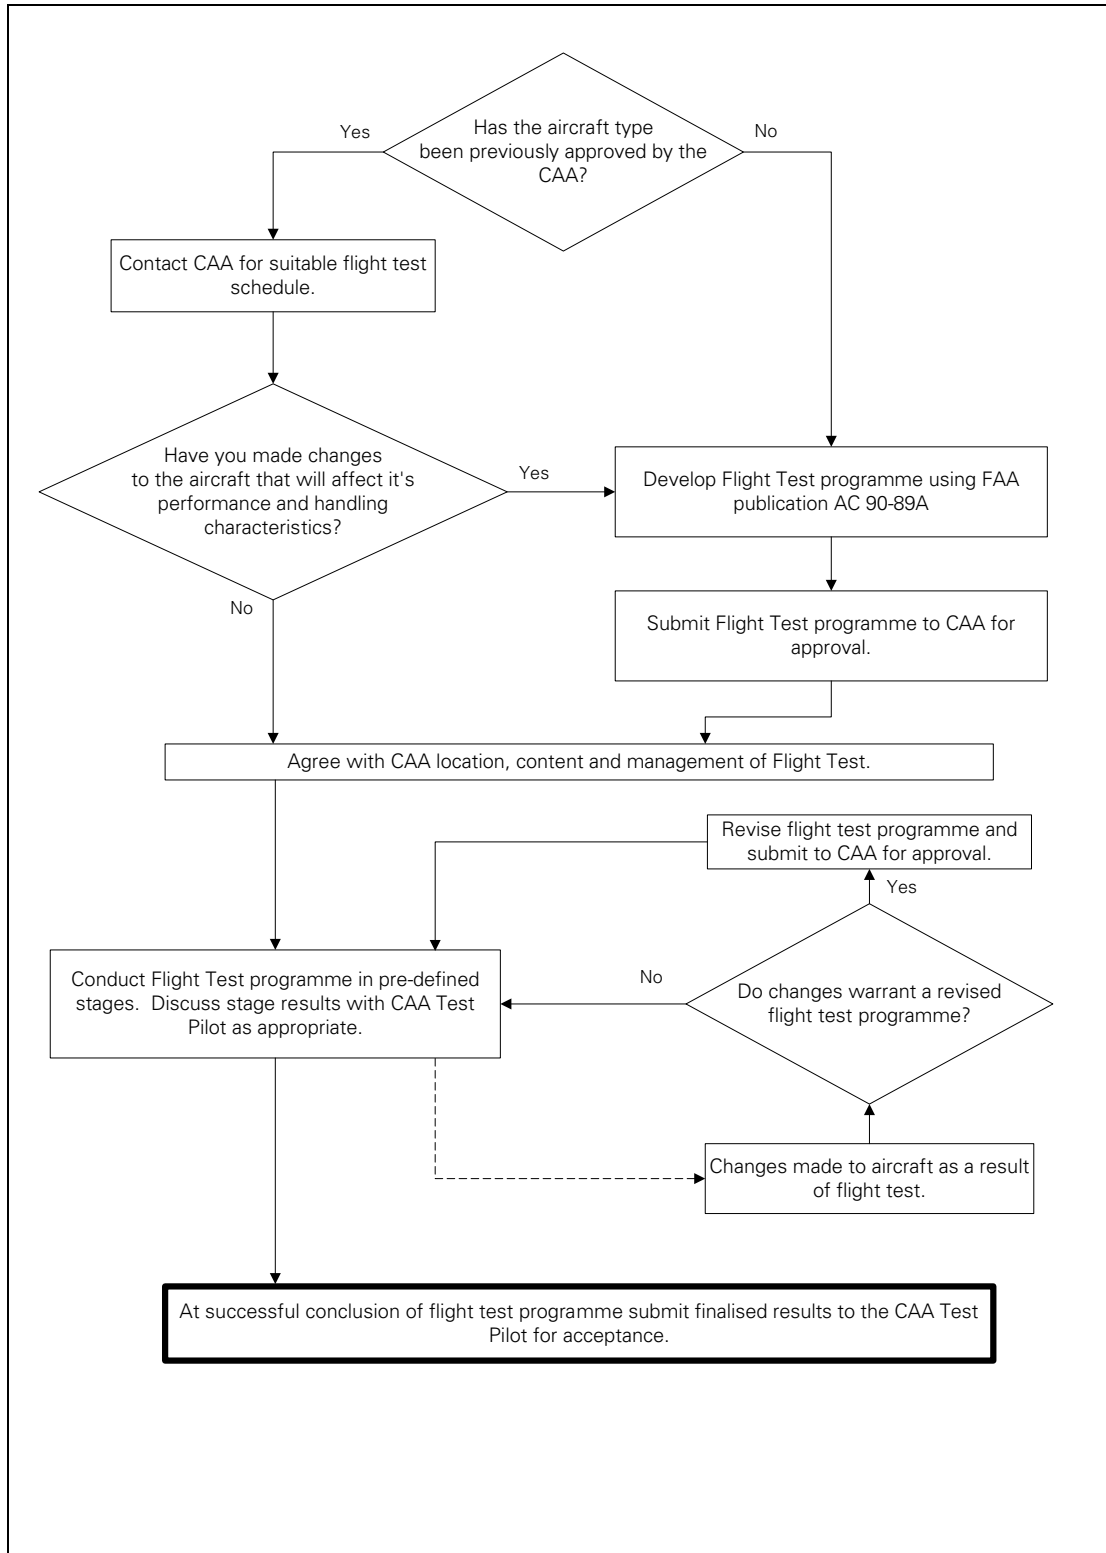 Has the aircraft type
been previously approved by the
CAA?
Yes
No
Contact CAA for suitable flight test
schedule.
Have you made changes
to the aircraft that will affect it's
performance and handling
characteristics?
Yes
No
Develop Flight Test programme using FAA
publication AC 90-89A
Submit Flight Test programme to CAA for
approval.
Agree with CAA location, content and management of Flight Test.
Revise flight test programme and
submit to CAA for approval.
Yes
No
Do changes warrant a revised
flight test programme?
Conduct Flight Test programme in pre-defined
stages.  Discuss stage results with CAA Test
Pilot as appropriate.
Changes made to aircraft as a result
of flight test.
At successful conclusion of flight test programme submit finalised results to the CAA Test
Pilot for acceptance.